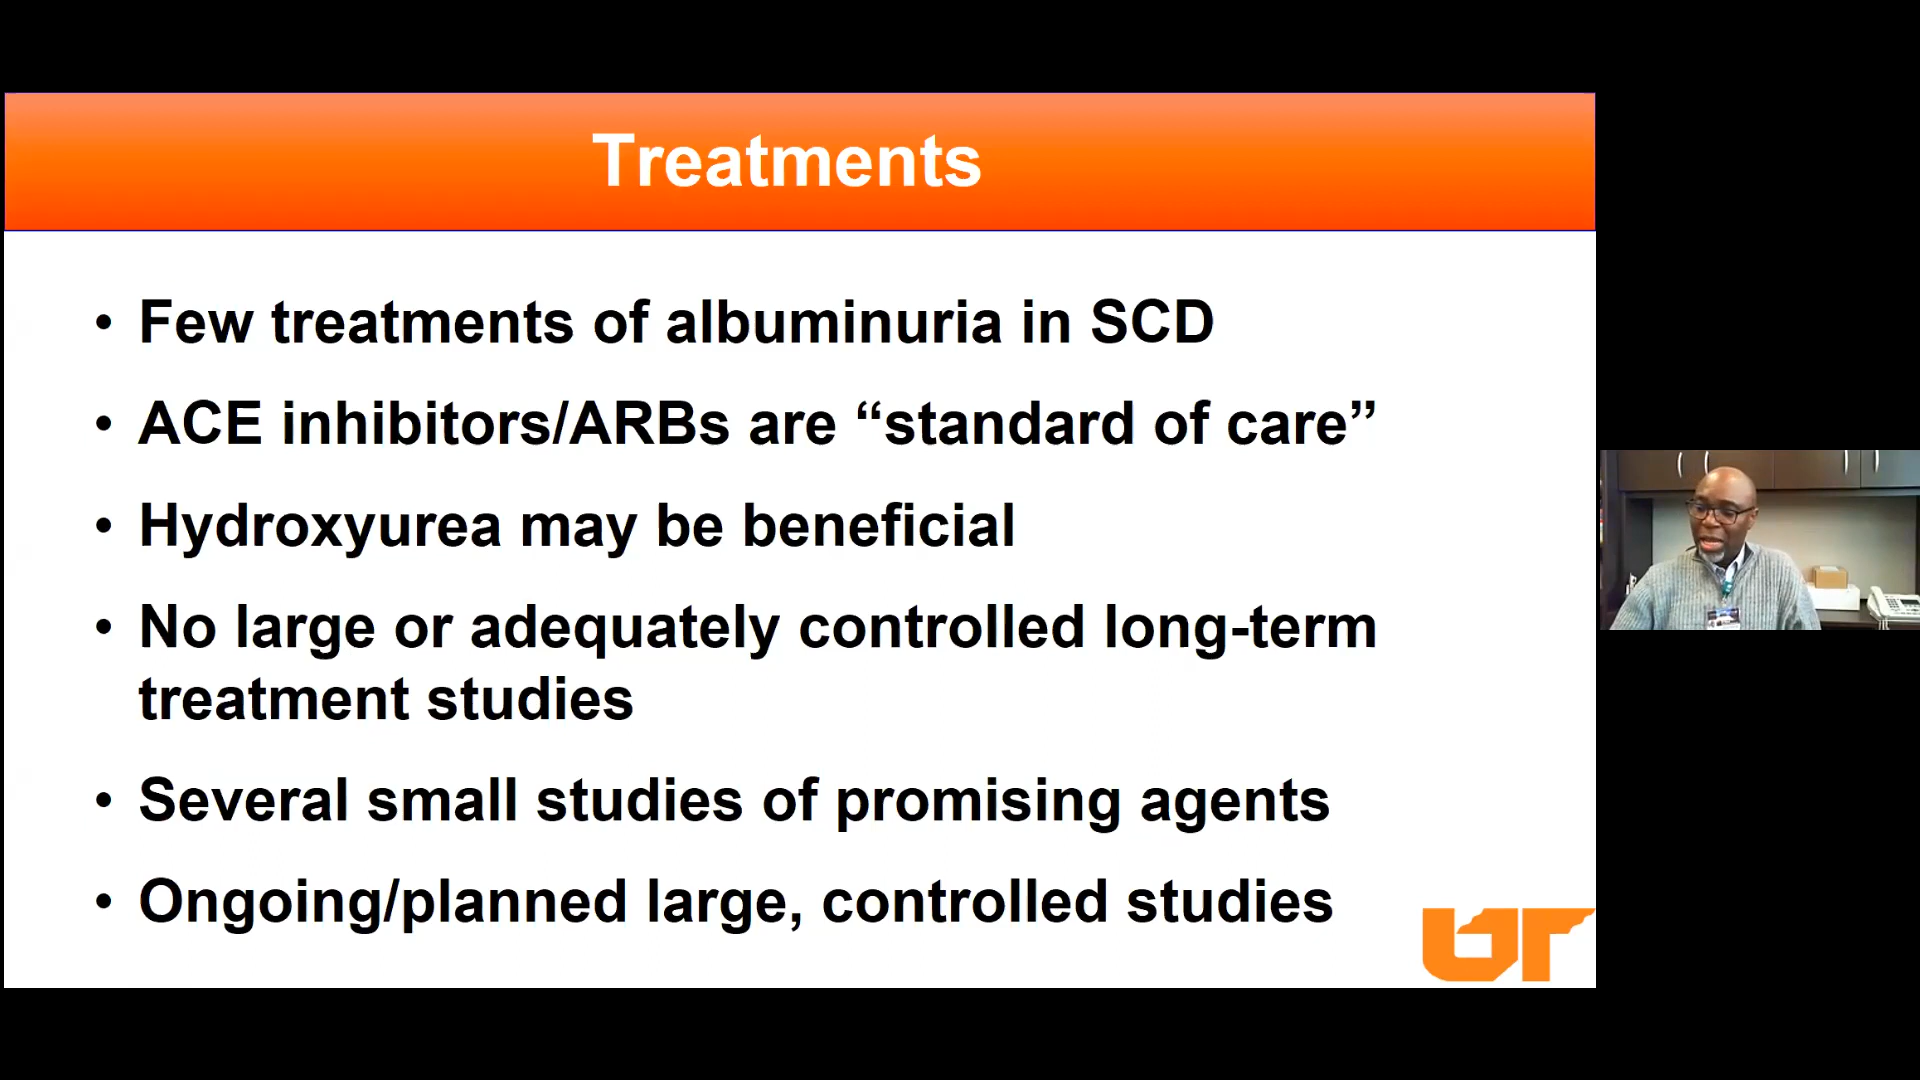 Treatments
• Few treatments of albuminuria in SCD
• ACE inhibitors/ARBs are “standard of care”
• Hydroxyurea may be beneficial
• No large or adequately controlled long-term
treatment studies
• Several small studies of promising agents
• Ongoing/planned large, controlled studies
UT